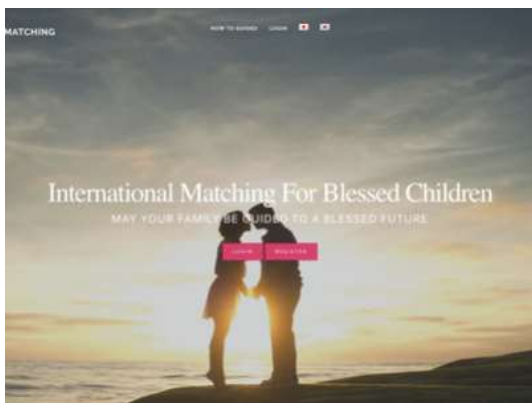 MATCHING
HOW TO GUIDES LOGIN
International Matching For Blessed Children
MAY YOUR FAMILY BE GUIDED TO A BLESSED FUTURE
LOGIN REGISTER